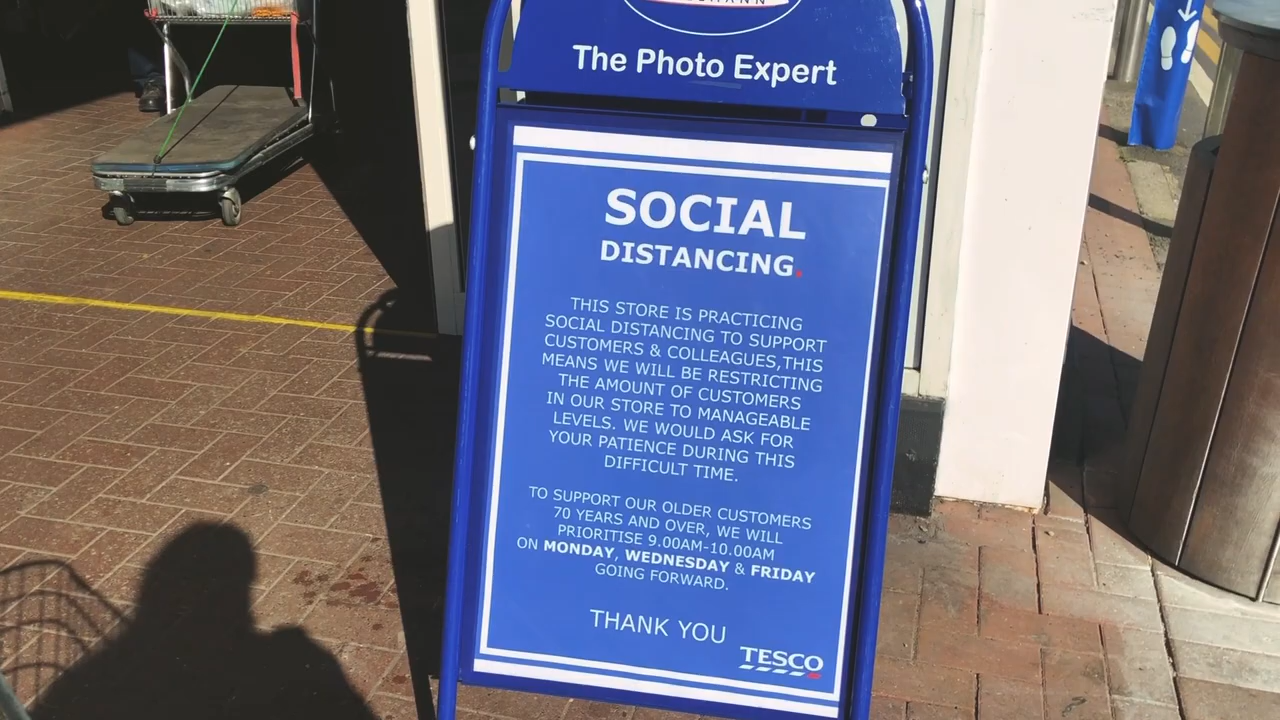 The Photo Expert
SOCIAL
DISTANCING.
THIS STORE IS PRACTICING
SOCIAL DISTANCING TO SUPPORT
CUSTOMERS & COLLEAGUES,THIS
MEANS WE WILL BE RESTRICTING
THE AMOUNT OF CUSTOMERS
IN OUR STORE TO MANAGEABLE
LEVELS. WE WOULD ASK FOR
YOUR PATIENCE DURING THIS
DIFFICULT TIME.
TO SUPPORT OUR OLDER CUSTOMERS
70 YEARS AND OVER, WE WILL
PRIORITISE 9.00AM-10.00AM
ON MONDAY, WEDNESDAY & FRIDAY
GOING FORWARD.
THANK YOU
TESCO